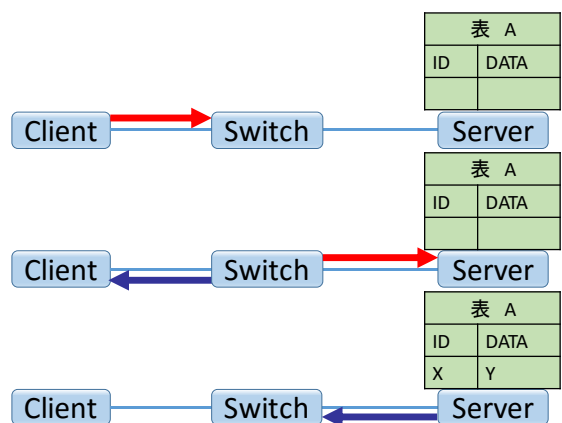 表 A
ID DATA
Client Switch Server
表 A
ID DATA
Client Switch Server
表 A
ID DATA
X Y
Client Switch Server